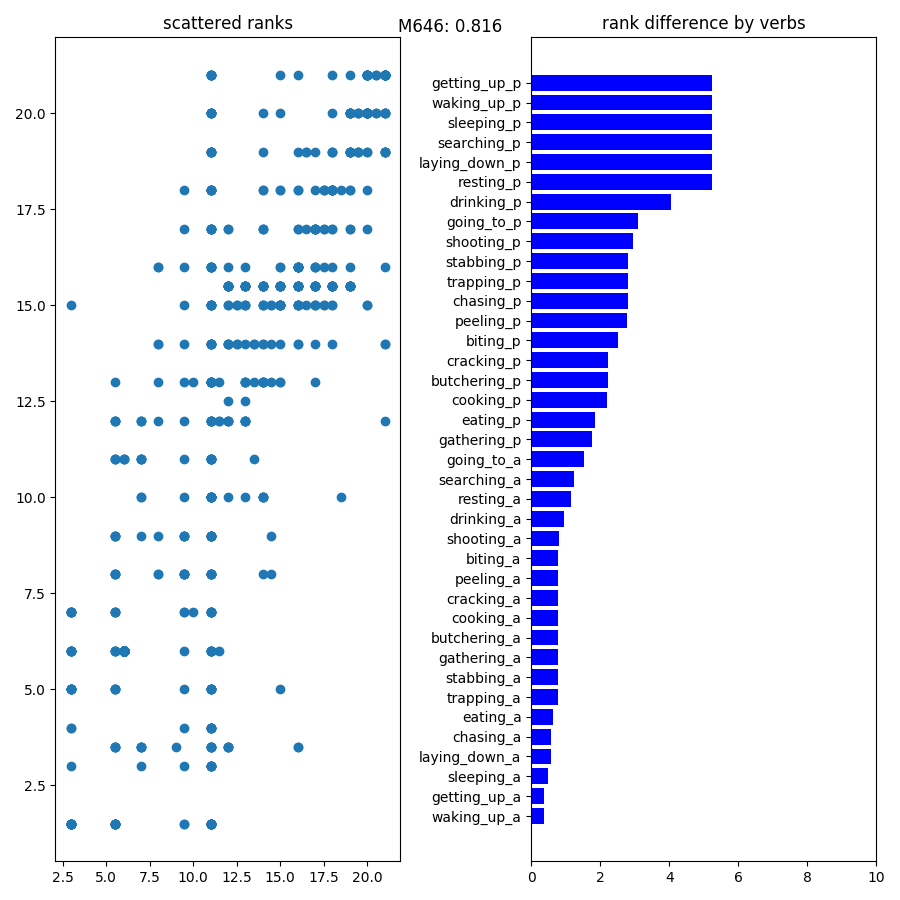 scattered ranks
M646: 0.816
rank difference by verbs
20.0
17.5
15.0
12.5
10.0
7.5
5.0
2.5
2.5 5.0 7.5 10.0 12.5 15.0 17.5 20.0
getting_up_p
waking_up_p
sleeping_p
searching_p
laying_down_p
resting_p
drinking_p
going_to_p
shooting_p
stabbing_p
trapping_p
chasing_p
peeling_p
biting_p
cracking_p
butchering_p
cooking_p
eating_p
gathering_p
going_to_a
searching_a
resting_a
drinking_a
shooting_a
biting_a
peeling_a
cracking_a
cooking_a
butchering_a
gathering_a
stabbing_a
trapping_a
eating_a
chasing_a
laying_down_a
sleeping_a
getting_up_a
waking_up_a
0 2 4 6 8 10